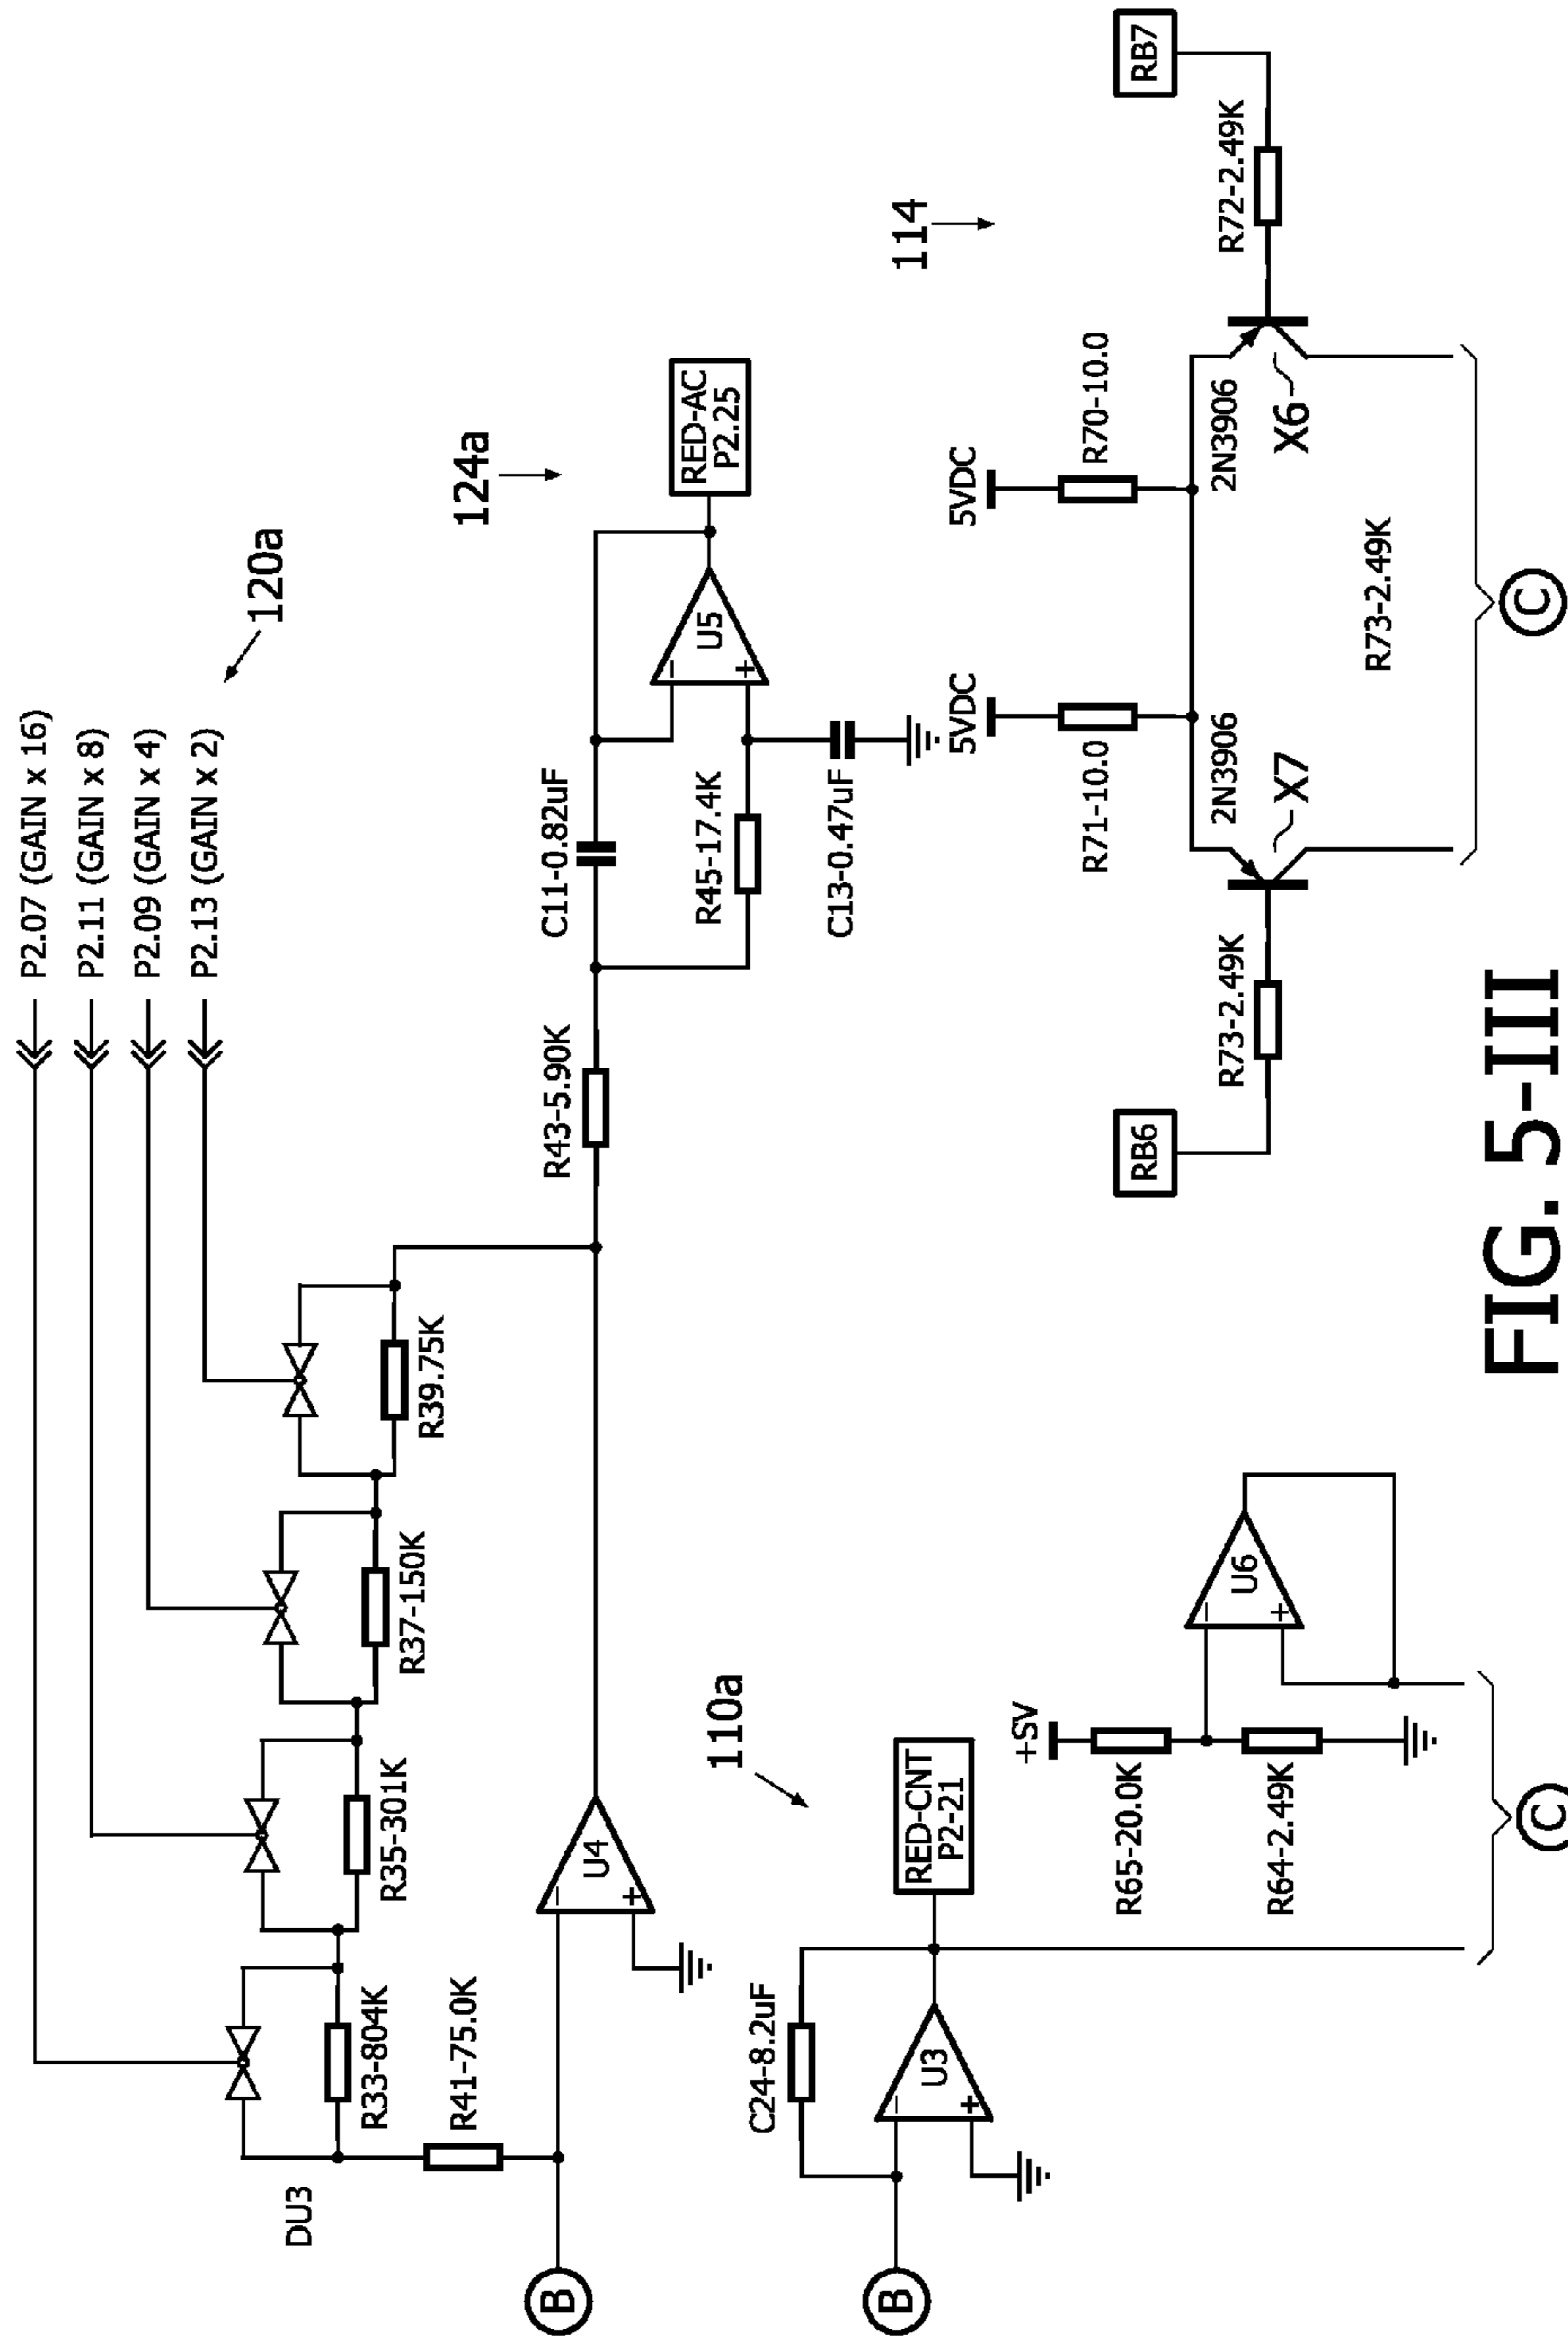 P2.07 (GAIN x 16)
P2.11 (GAIN x 8)
P2.09 (GAIN x 4)
P2.13 (GAIN x 2)
120a
DU3
R33-804K
R35-301K
R37-150K
R39.75K
R41-75.0K
B
−
+
U4
R43-5.90K
C11-0.82uF
R45-17.4K
C13-0.47uF
−
+
U5
124a
RED-AC
P2.25
110a
C24-8.2uF
B
−
+
U3
RED-CNT
P2-21
+SV
R65-20.0K
R64-2.49K
−
+
U6
C
114
5VDC
5VDC
R71-10.0
R70-10.0
RB6
R73-2.49K
2N3906
X7
2N3906
X6
R72-2.49K
RB7
R73-2.49K
C
FIG. 5-III